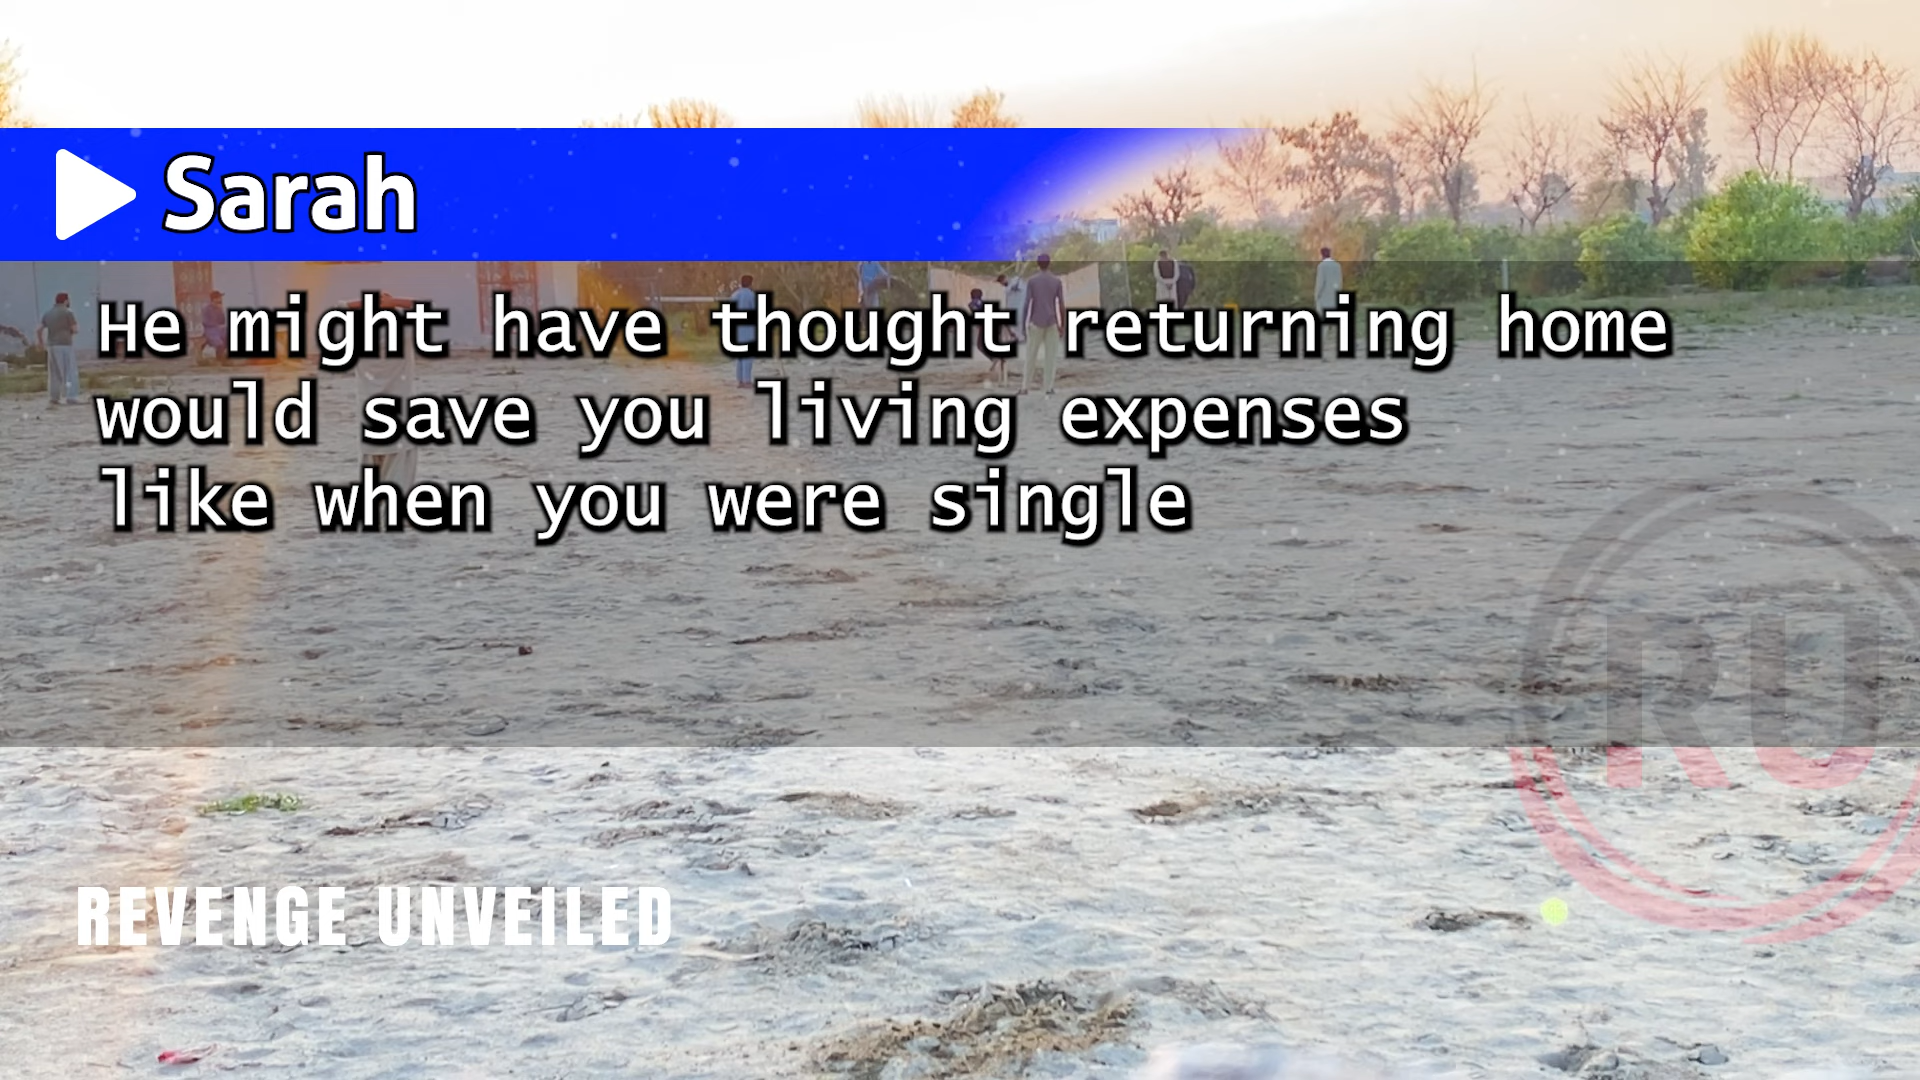 Sarah
He might have thought returning home
would save you living expenses
like when you were single
RU
REVENGE UNVEILED